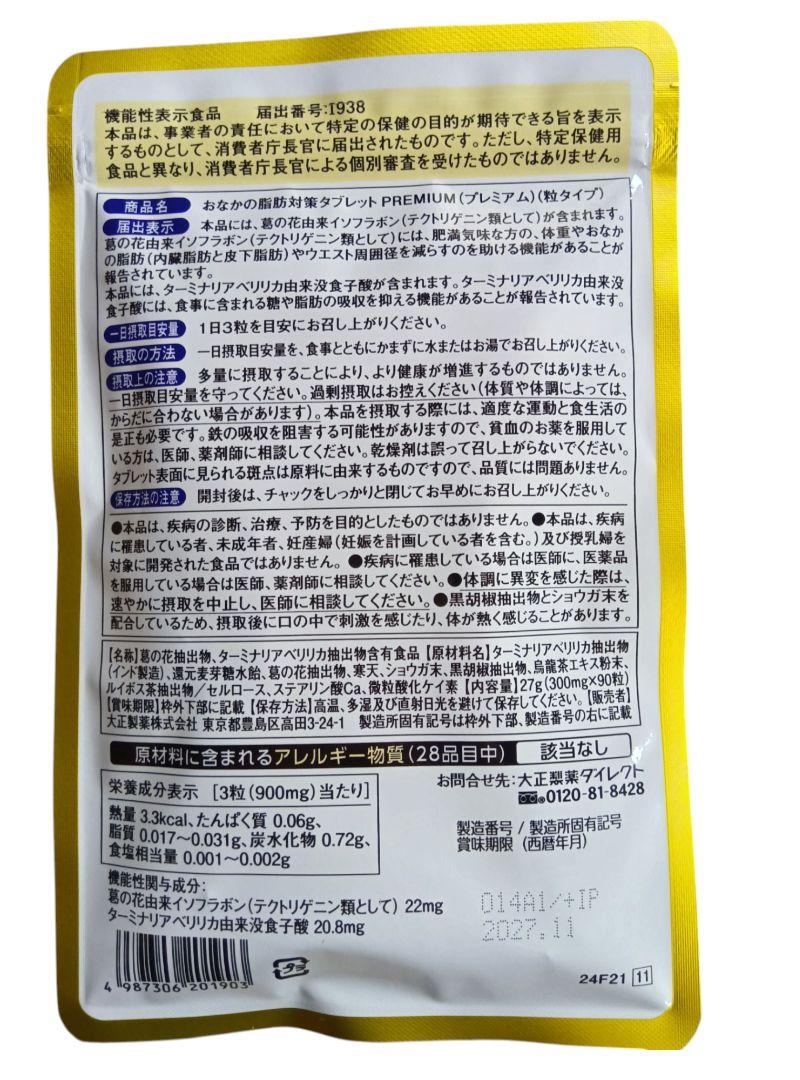 機能性表示食品 届出番号:I938
本品は、事業者の責任において特定の保健の目的が期待できる旨を表示
するものとして、消費者庁長官に届出されたものです。ただし、特定保健用
食品と異なり、消費者庁長官による個別審査を受けたものではありません。
商品名 おなかの脂肪対策タブレット PREMIUM(プレミアム)(粒タイプ)
届出表示 本品には、葛の花由来イソフラボン(テクトリゲニン類として)が含まれます。
葛の花由来イソフラボン(テクトリゲニン類として)には、肥満気味な方の、体重やおなか
の脂肪(内臓脂肪と皮下脂肪)やウエスト周囲径を減らすのを助ける機能があることが
報告されています。
本品には、ターミナリアベリリカ由来没食子酸が含まれます。ターミナリアベリリカ由来没
食子酸には、食事に含まれる糖や脂肪の吸収を抑える機能があることが報告されています。
一日摂取目安量 1日3粒を目安にお召し上がりください。
摂取の方法 一日摂取目安量を、食事とともにかまずに水またはお湯でお召し上がりください。
摂取上の注意 多量に摂取することにより、より健康が増進するものではありません。
一日摂取目安量を守ってください。過剰摂取はお控えください(体質や体調によっては、
からだに合わない場合があります)。本品を摂取する際には、適度な運動と食生活の
是正も必要です。鉄の吸収を阻害する可能性がありますので、貧血のお薬を服用して
いる方は、医師、薬剤師に相談してください。乾燥剤は誤って召し上がらないでください。
タブレット表面に見られる斑点は原料に由来するものですので、品質には問題ありません。
保存方法の注意 開封後は、チャックをしっかりと閉じてお早めにお召し上がりください。
●本品は、疾病の診断、治療、予防を目的としたものではありません。●本品は、疾病
に罹患している者、未成年者、妊産婦(妊娠を計画している者を含む。)及び授乳婦を
対象に開発された食品ではありません。●疾病に罹患している場合は医師に、医薬品
を服用している場合は医師、薬剤師に相談してください。●体調に異変を感じた際は、
速やかに摂取を中止し、医師に相談してください。●黒胡椒抽出物とショウガ末を
配合しているため、摂取後に口の中で刺激を感じたり、体が熱く感じることがあります。
【名称】葛の花抽出物、ターミナリアベリリカ抽出物含有食品【原材料名】ターミナリアベリリカ抽出物
(インド製造)、還元麦芽糖水飴、葛の花抽出物、寒天、ショウガ末、黒胡椒抽出物、烏龍茶エキス粉末、
ルイボス茶抽出物/セルロース、ステアリン酸Ca、微粒酸化ケイ素【内容量】27g(300mg×90粒)
【賞味期限】枠外下部に記載【保存方法】高温、多湿及び直射日光を避けて保存してください。【販売者】
大正製薬株式会社 東京都豊島区高田3-24-1 製造所固有記号は枠外下部、製造番号の右に記載
原材料に含まれるアレルギー物質(28品目中) 該当なし
栄養成分表示 [3粒(900mg)当たり]
熱量 3.3kcal、たんぱく質 0.06g、
脂質 0.017〜0.031g、炭水化物 0.72g、
食塩相当量 0.001〜0.002g
お問合せ先:大正製薬ダイレクト
0120-81-8428
製造番号/製造所固有記号
賞味期限(西暦年月)
機能性関与成分:
葛の花由来イソフラボン(テクトリゲニン類として) 22mg
ターミナリアベリリカ由来没食子酸 20.8mg
014A1/+IP
2027.11
4 987306 201903
24F21 11